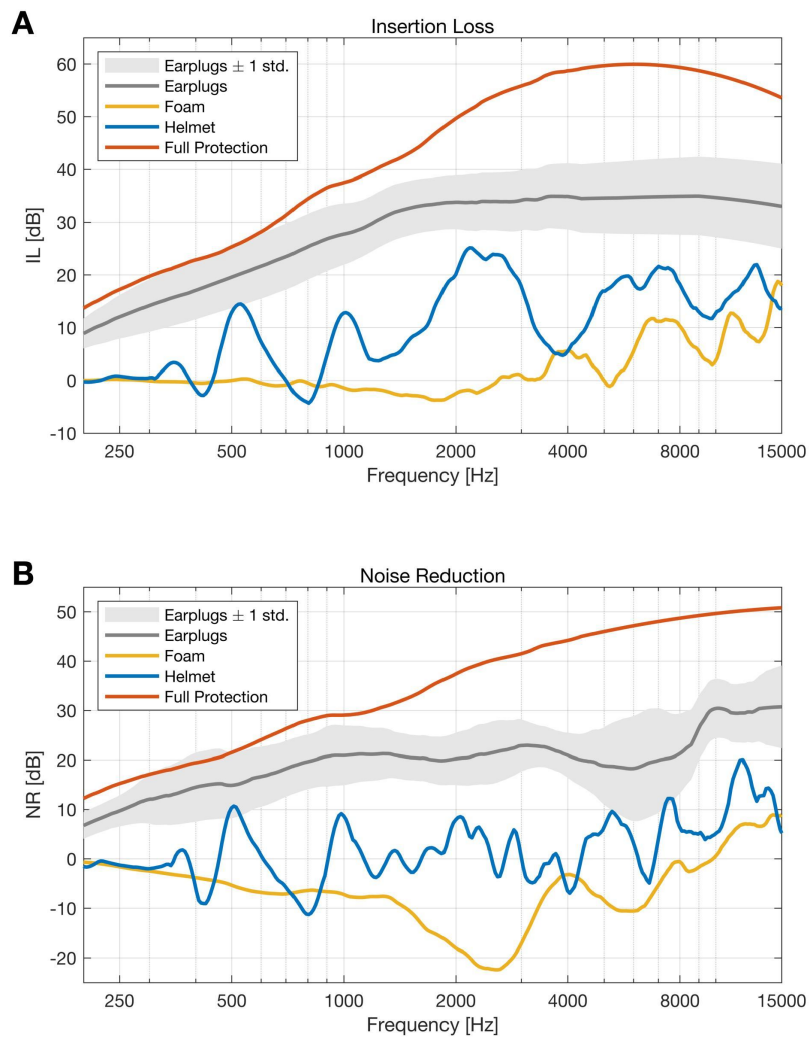 A
Insertion Loss
60
50
40
30
20
10
0
-10
IL [dB]
Earplugs ± 1 std.
Earplugs
Foam
Helmet
Full Protection
250 500 1000 2000 4000 8000 15000
Frequency [Hz]
B
Noise Reduction
50
40
30
20
10
0
-10
-20
NR [dB]
Earplugs ± 1 std.
Earplugs
Foam
Helmet
Full Protection
250 500 1000 2000 4000 8000 15000
Frequency [Hz]